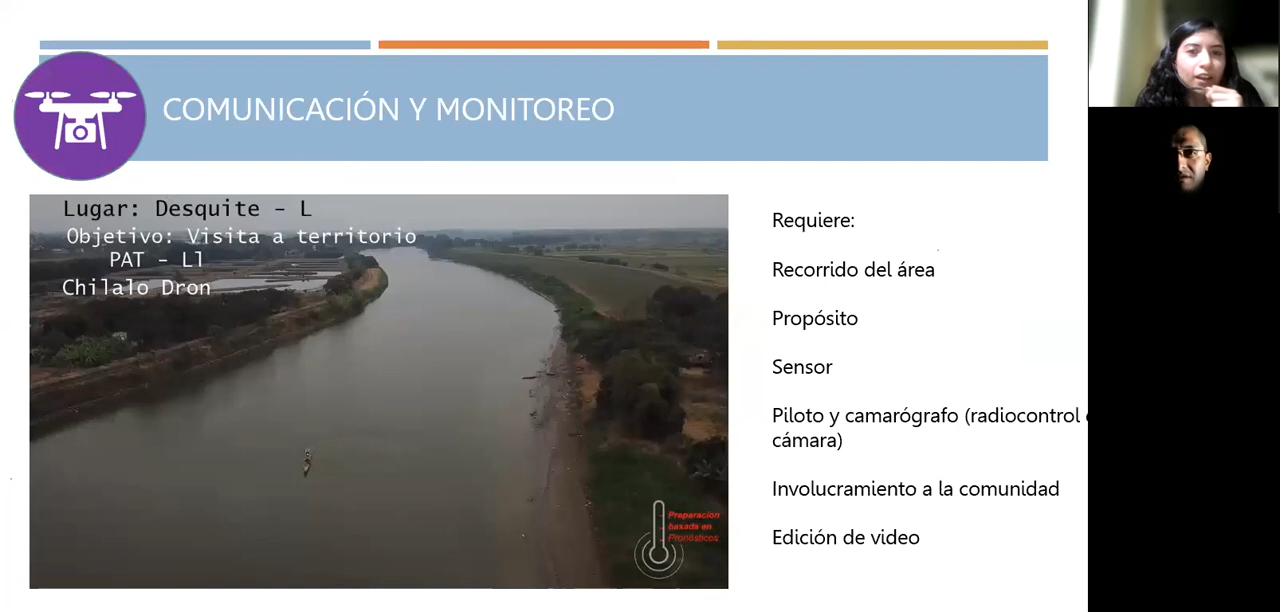 COMUNICACIÓN Y MONITOREO
Lugar: Desquite - L
Objetivo: Visita a territorio
PAT - L1
Chilalo Dron
Preparacion
basada en
Pronósticos
Requiere:
Recorrido del área
Propósito
Sensor
Piloto y camarógrafo (radiocontrol
cámara)
Involucramiento a la comunidad
Edición de video